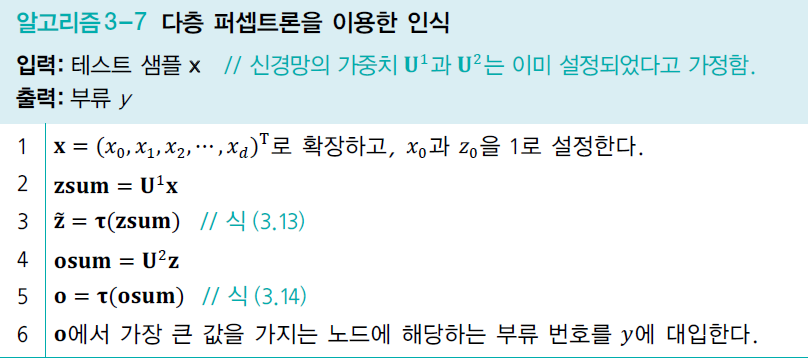 알고리즘 3-7 다층 퍼셉트론을 이용한 인식
입력: 테스트 샘플 x // 신경망의 가중치 U¹과 U²는 이미 설정되었다고 가정함.
출력: 부류 y
1 x = (x₀, x₁, x₂, ⋯, x_d)ᵀ로 확장하고, x₀과 z₀을 1로 설정한다.
2 zsum = U¹x
3 z̃ = τ(zsum) // 식 (3.13)
4 osum = U²z
5 o = τ(osum) // 식 (3.14)
6 o에서 가장 큰 값을 가지는 노드에 해당하는 부류 번호를 y에 대입한다.